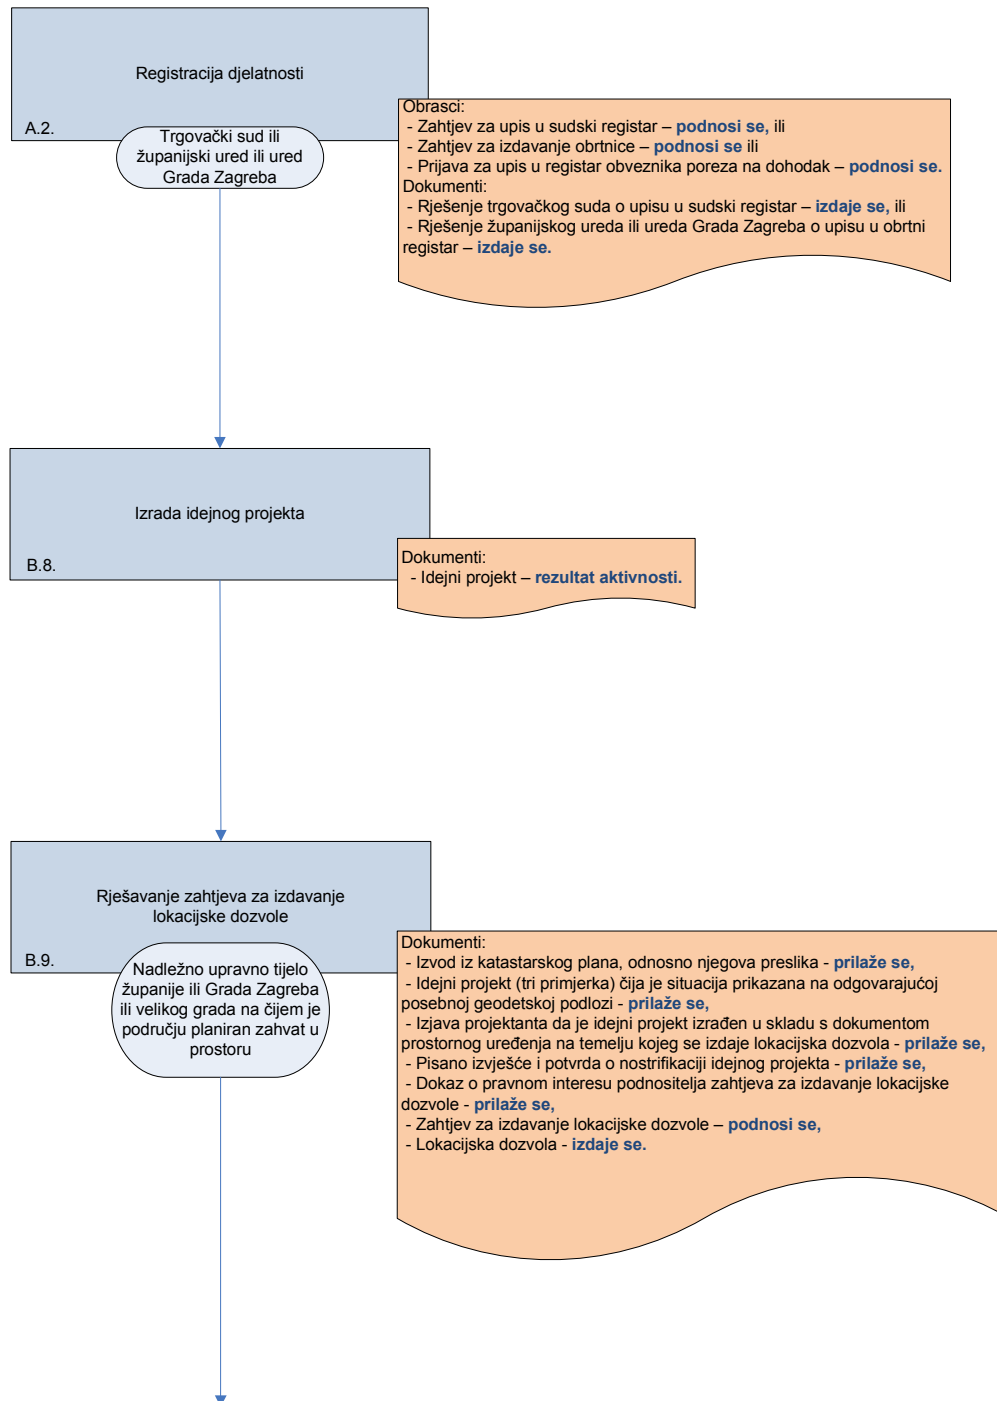 Registracija djelatnosti
A.2.
Trgovački sud ili
županijski ured ili ured
Grada Zagreba
Obrasci:
- Zahtjev za upis u sudski registar – podnosi se, ili
- Zahtjev za izdavanje obrtnice – podnosi se ili
- Prijava za upis u registar obveznika poreza na dohodak – podnosi se.
Dokumenti:
- Rješenje trgovačkog suda o upisu u sudski registar – izdaje se, ili
- Rješenje županijskog ureda ili ureda Grada Zagreba o upisu u obrtni
registar – izdaje se.
Izrada idejnog projekta
B.8.
Dokumenti:
- Idejni projekt – rezultat aktivnosti.
Rješavanje zahtjeva za izdavanje
lokacijske dozvole
B.9.
Nadležno upravno tijelo
županije ili Grada Zagreba
ili velikog grada na čijem je
području planiran zahvat u
prostoru
Dokumenti:
- Izvod iz katastarskog plana, odnosno njegova preslika - prilaže se,
- Idejni projekt (tri primjerka) čija je situacija prikazana na odgovarajućoj
posebnoj geodetskoj podlozi - prilaže se,
- Izjava projektanta da je idejni projekt izrađen u skladu s dokumentom
prostornog uređenja na temelju kojeg se izdaje lokacijska dozvola - prilaže se,
- Pisano izvješće i potvrda o nostrifikaciji idejnog projekta - prilaže se,
- Dokaz o pravnom interesu podnositelja zahtjeva za izdavanje lokacijske
dozvole - prilaže se,
- Zahtjev za izdavanje lokacijske dozvole – podnosi se,
- Lokacijska dozvola - izdaje se.